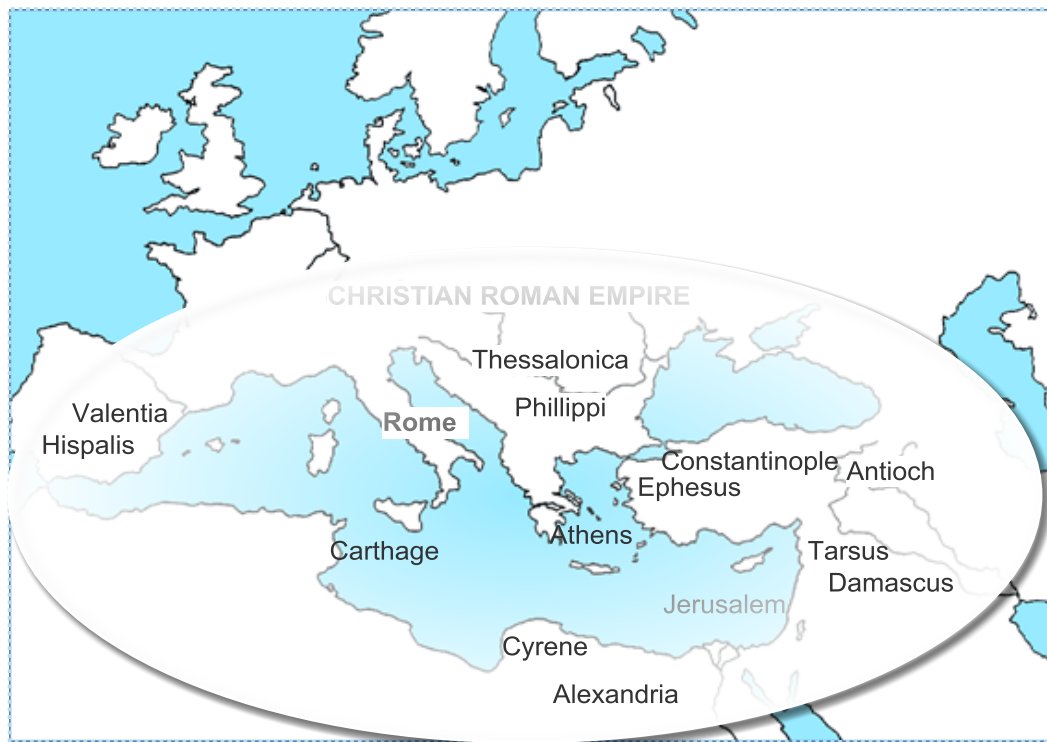 CHRISTIAN ROMAN EMPIRE
Thessalonica
Phillippi
Valentia
Rome
Hispalis
Constantinople
Antioch
Ephesus
Athens
Carthage
Tarsus
Damascus
Jerusalem
Cyrene
Alexandria